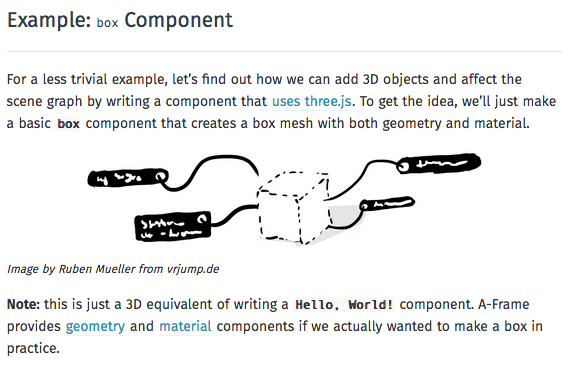 Example: box Component
For a less trivial example, let's find out how we can add 3D objects and affect the
scene graph by writing a component that uses three.js. To get the idea, we'll just make
a basic box component that creates a box mesh with both geometry and material.
Image by Ruben Mueller from vrjump.de
Note: this is just a 3D equivalent of writing a Hello, World! component. A-Frame
provides geometry and material components if we actually wanted to make a box in
practice.